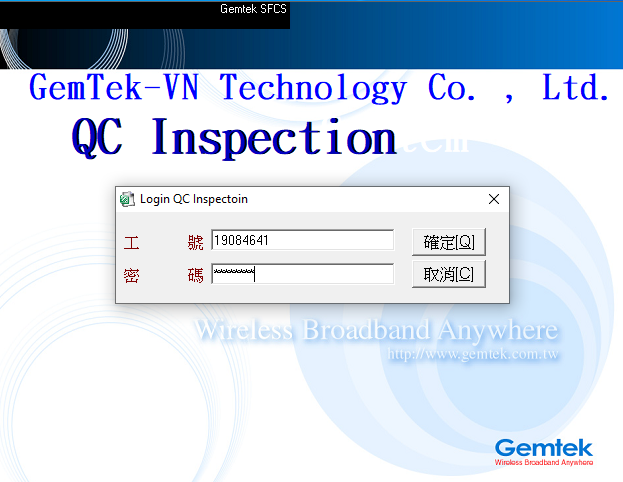 Gemtek SFCS
GemTek-VN Technology Co. , Ltd.
QC Inspection
tem
Login QC Inspectoin
工 號 19084641 確定[Q]
密 碼 ******** 取消[C]
Wireless Broadband Anywhere
http://www.gemtek.com.tw
Gemtek
Wireless Broadband Anywhere